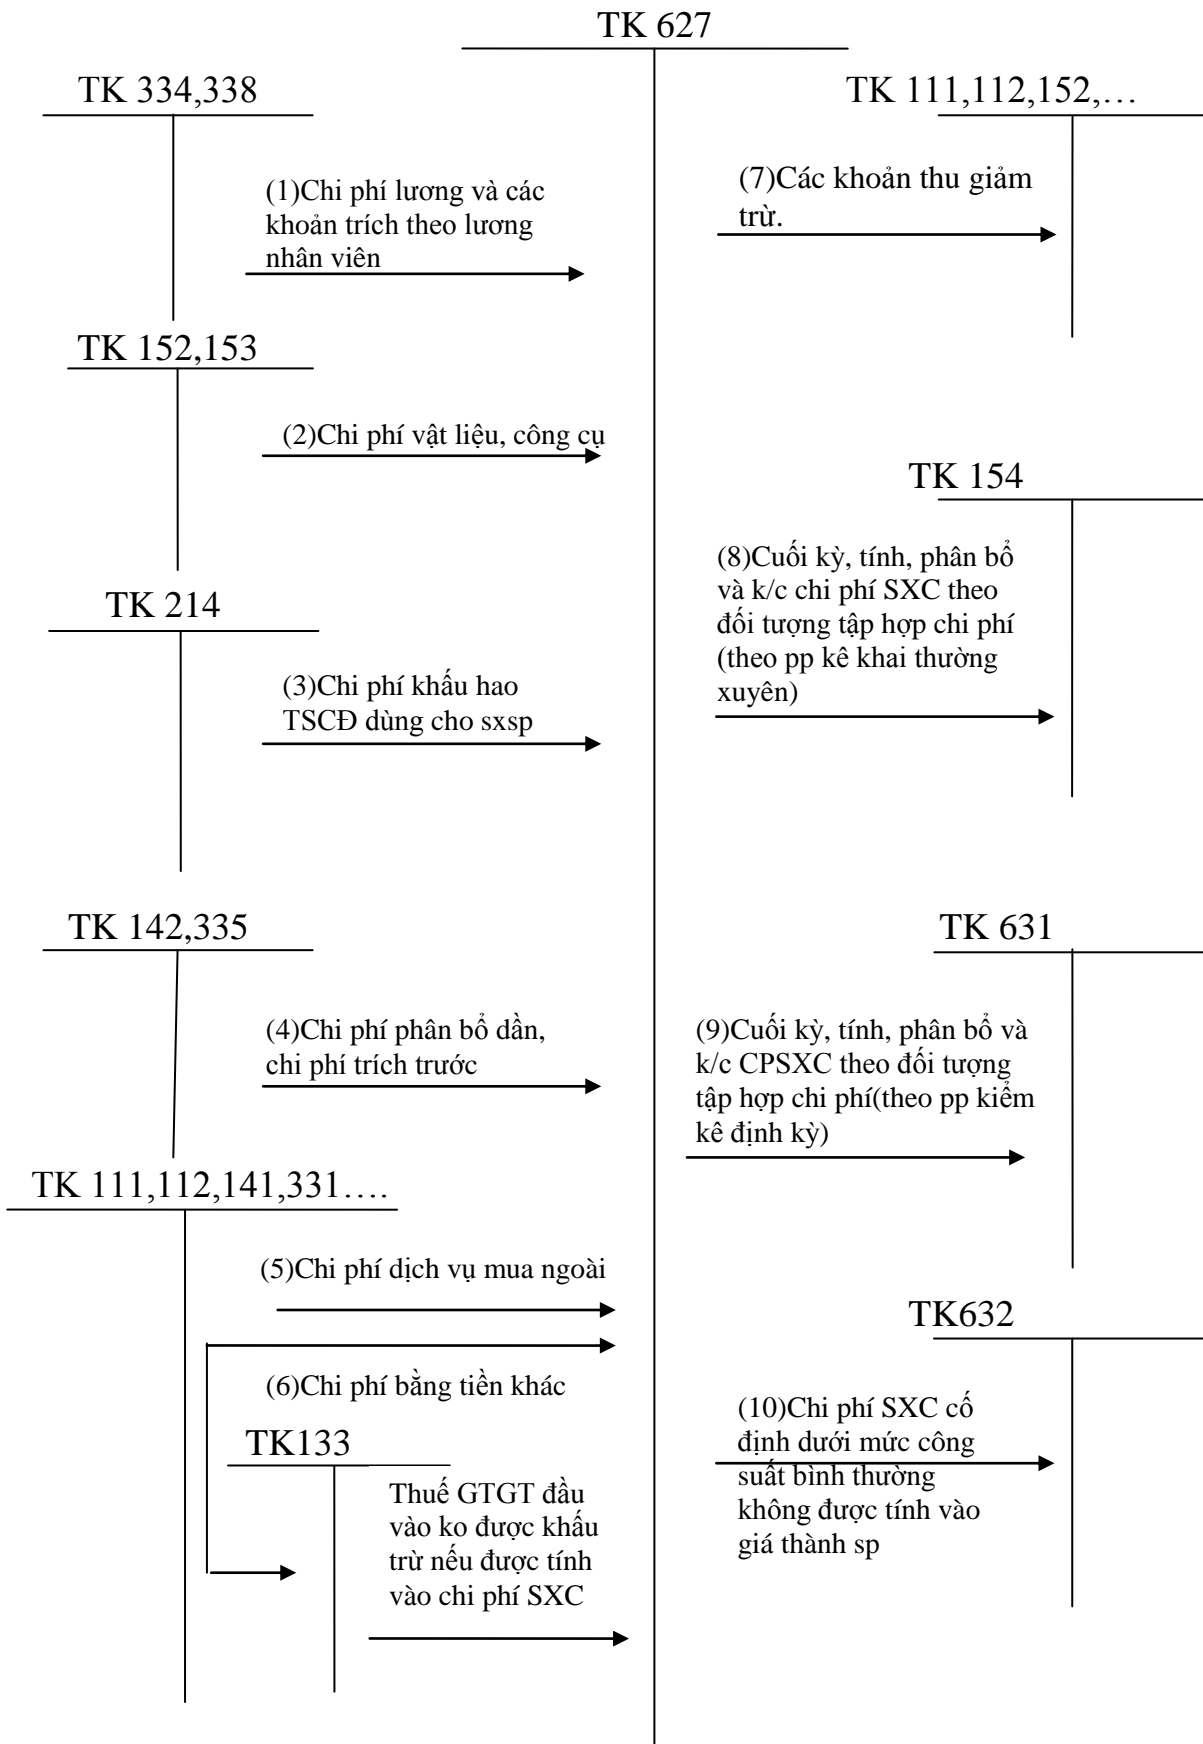 TK 627
TK 334,338
(1)Chi phí lương và các
khoản trích theo lương
nhân viên
TK 152,153
(2)Chi phí vật liệu, công cụ
TK 214
(3)Chi phí khấu hao
TSCĐ dùng cho sxsp
TK 142,335
(4)Chi phí phân bổ dần,
chi phí trích trước
TK 111,112,141,331….
(5)Chi phí dịch vụ mua ngoài
(6)Chi phí bằng tiền khác
TK133
Thuế GTGT đầu
vào ko được khấu
trừ nếu được tính
vào chi phí SXC
TK 111,112,152,…
(7)Các khoản thu giảm
trừ.
TK 154
(8)Cuối kỳ, tính, phân bổ
và k/c chi phí SXC theo
đối tượng tập hợp chi phí
(theo pp kê khai thường
xuyên)
TK 631
(9)Cuối kỳ, tính, phân bổ và
k/c CPSXC theo đối tượng
tập hợp chi phí(theo pp kiểm
kê định kỳ)
TK632
(10)Chi phí SXC cố
định dưới mức công
suất bình thường
không được tính vào
giá thành sp